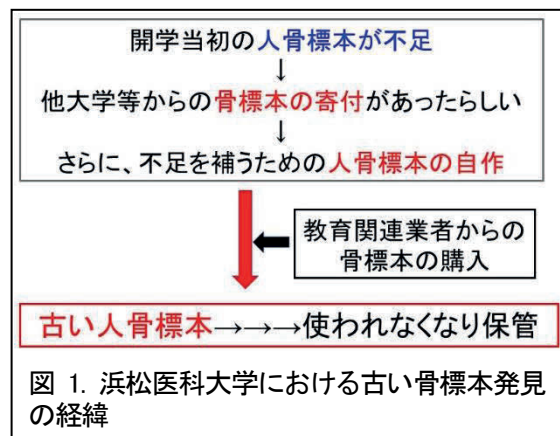 開学当初の人骨標本が不足
↓
他大学等からの骨標本の寄付があったらしい
↓
さらに、不足を補うための人骨標本の自作
教育関連業者からの
骨標本の購入
古い人骨標本→→→使われなくなり保管
図 1. 浜松医科大学における古い骨標本発見
の経緯